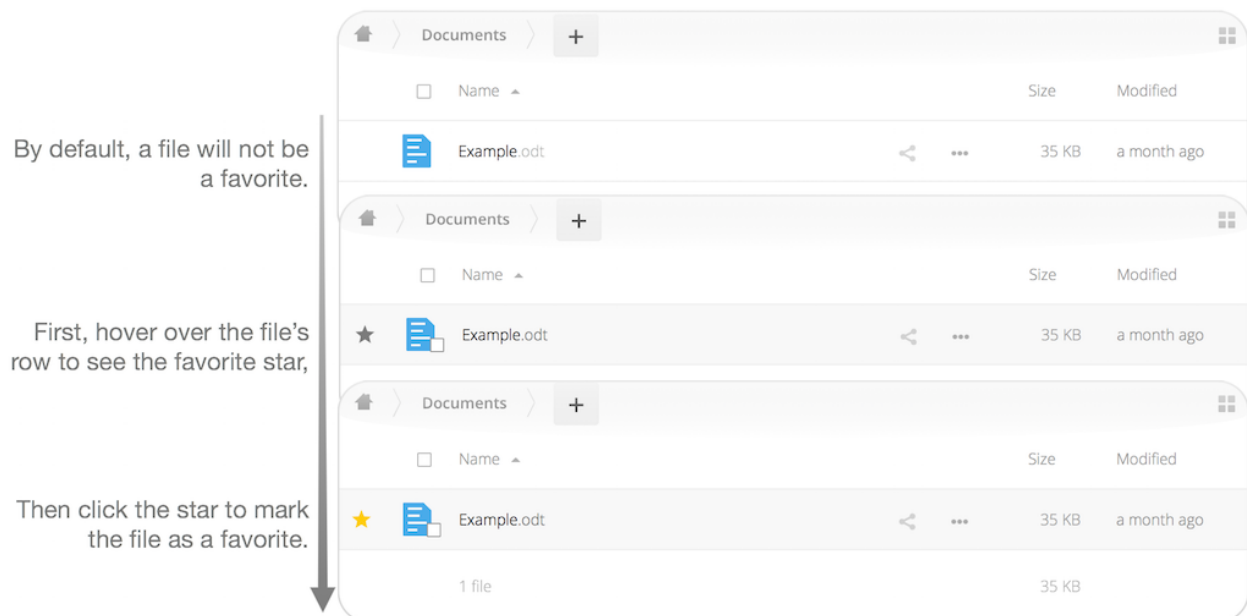 Documents +
Name Size Modified
By default, a file will not be
a favorite.
Example.odt ... 35 KB a month ago
Documents +
Name Size Modified
First, hover over the file’s
row to see the favorite star,
Example.odt ... 35 KB a month ago
Documents +
Name Size Modified
Then click the star to mark
the file as a favorite.
Example.odt ... 35 KB a month ago
1 file 35 KB